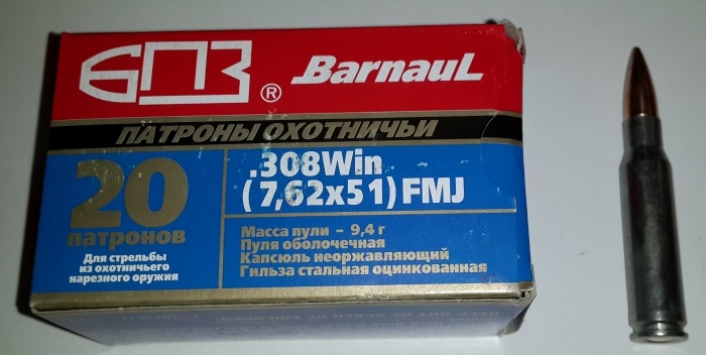 БПЗ ® Barnaul
ПАТРОНЫ ОХОТНИЧЬИ
20
патронов
Для стрельбы
из охотничьего
нарезного оружия
.308Win
(7,62x51) FMJ
Масса пули – 9,4 г
Пуля оболочечная
Капсюль неоржавляющий
Гильза стальная оцинкованная